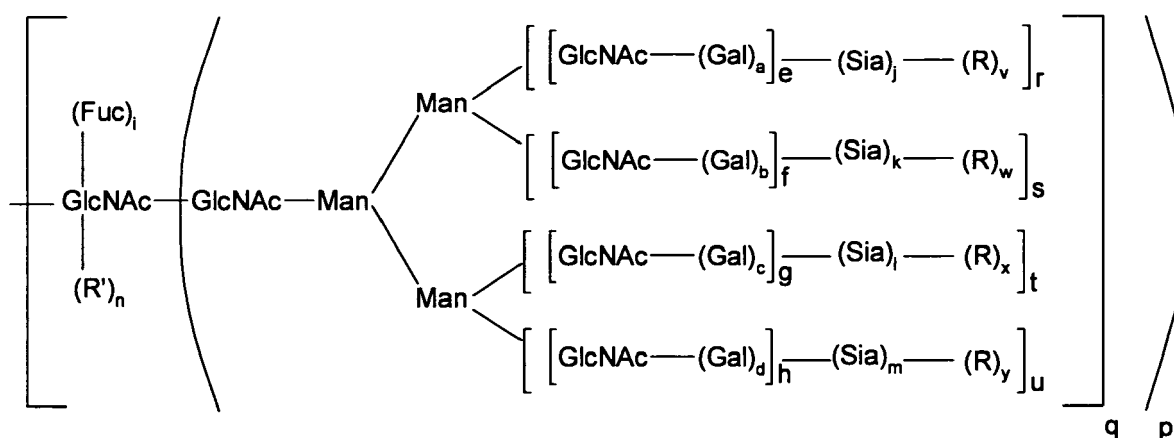 [ [GlcNAc—(Gal)a]e—(Sia)j—(R)v ]r
Man
(Fuc)i
[ [GlcNAc—(Gal)b]f—(Sia)k—(R)w ]s
GlcNAc GlcNAc Man
[ [GlcNAc—(Gal)c]g—(Sia)l—(R)x ]t
(R')n
Man
[ [GlcNAc—(Gal)d]h—(Sia)m—(R)y ]u
q p